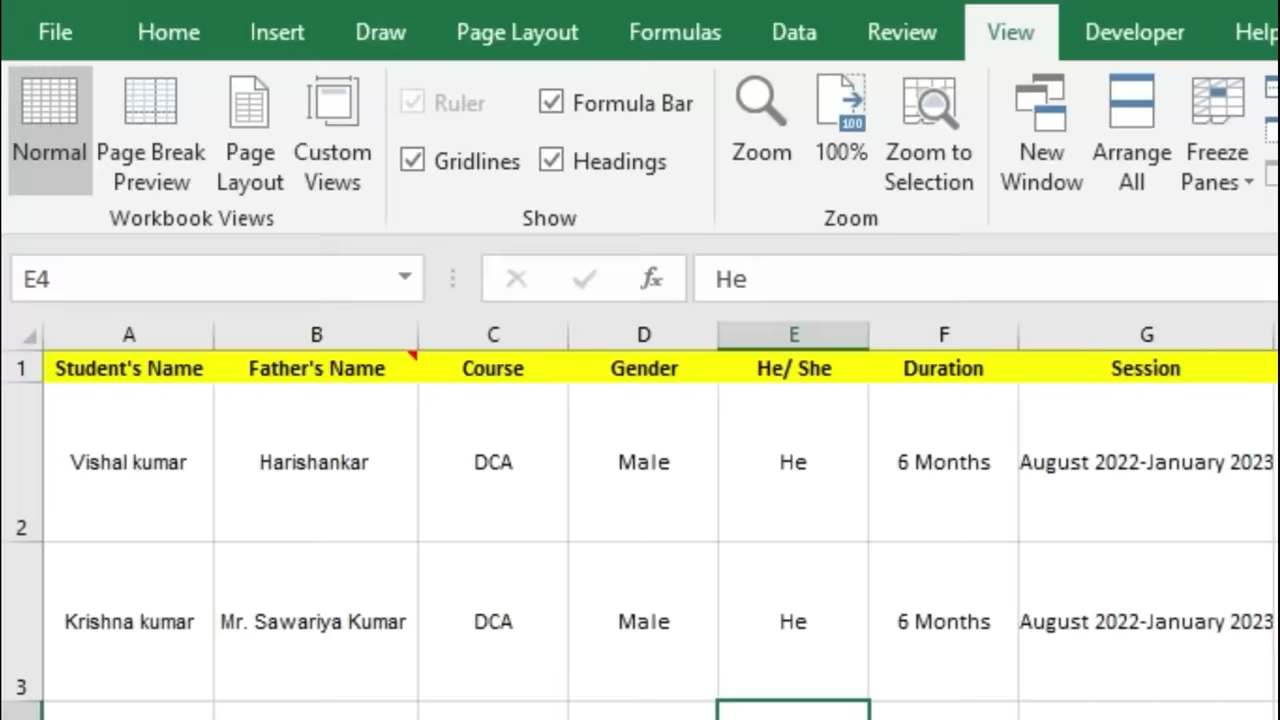 File Home Insert Draw Page Layout Formulas Data Review View Developer Help
Normal Page Break Preview Page Layout Custom Views
Workbook Views
Ruler Formula Bar
Gridlines Headings
Show
Zoom 100% Zoom to Selection
100
Zoom
New Window Arrange All Freeze Panes
E4 fx He
A B C D E F G
1 Student's Name Father's Name Course Gender He/ She Duration Session
2 Vishal kumar Harishankar DCA Male He 6 Months August 2022-January 2023
3 Krishna kumar Mr. Sawariya Kumar DCA Male He 6 Months August 2022-January 2023